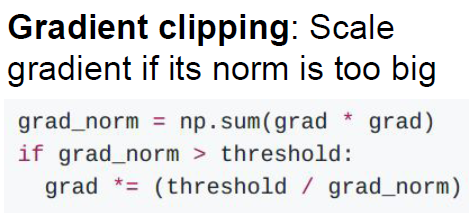 Gradient clipping: Scale
gradient if its norm is too big
grad_norm = np.sum(grad * grad)
if grad_norm > threshold:
  grad *= (threshold / grad_norm)